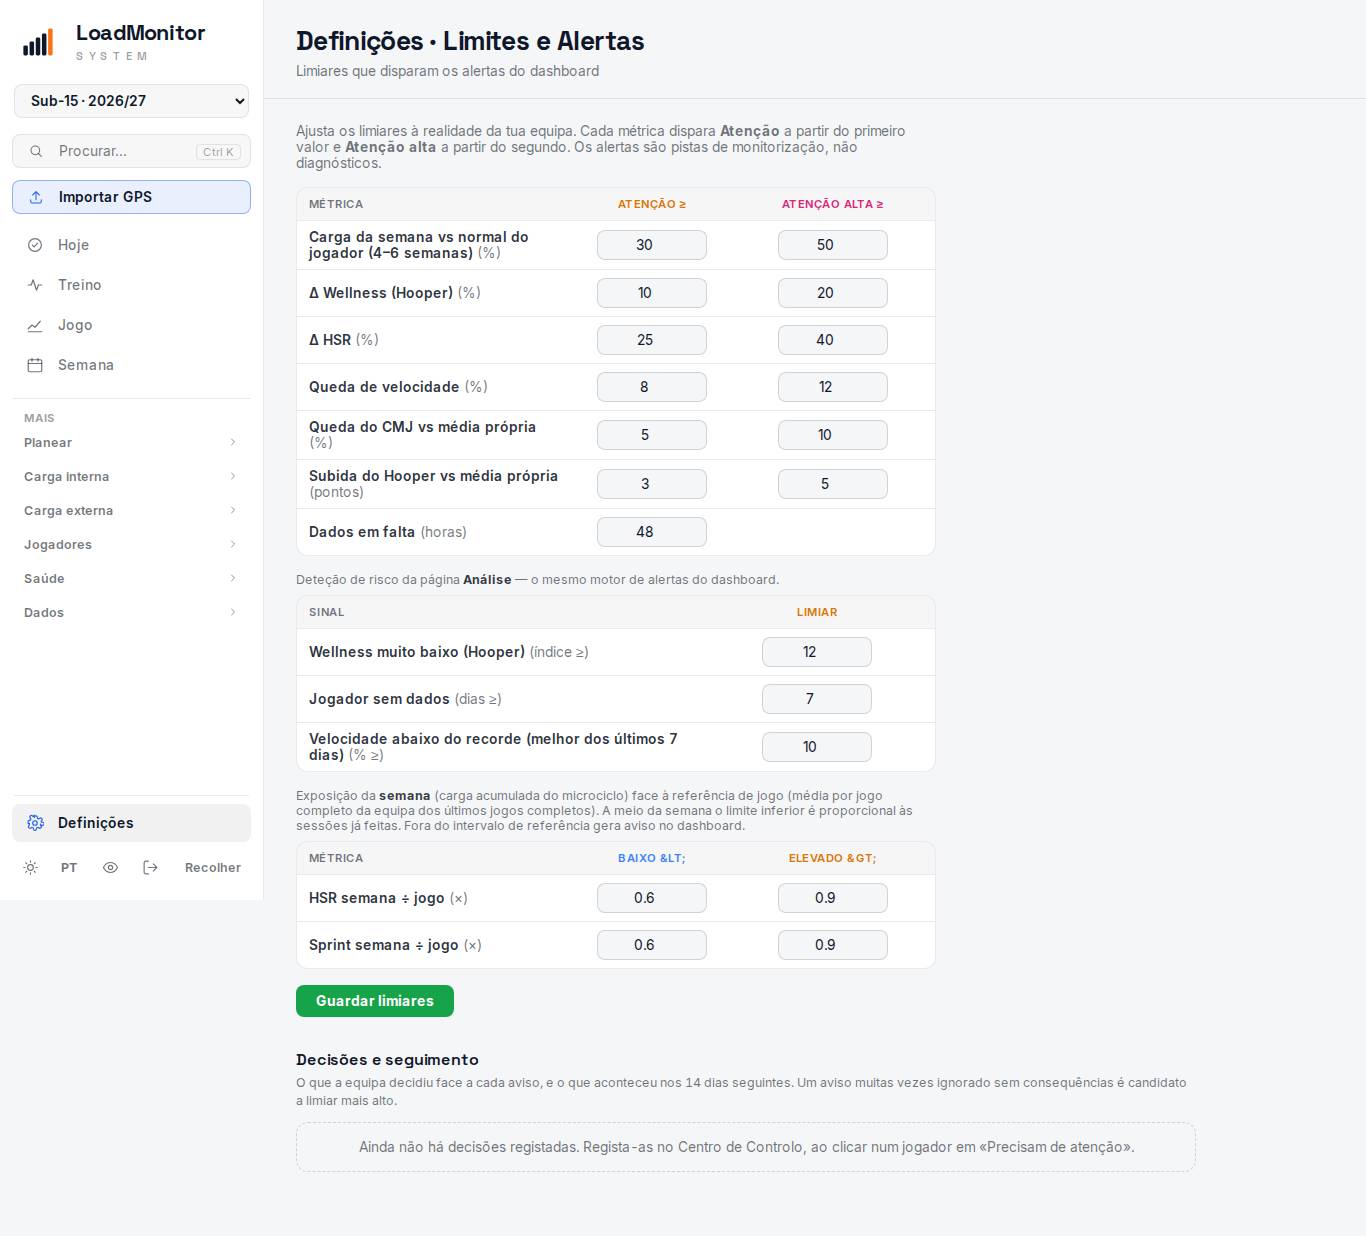 LoadMonitor
SYSTEM
Sub-15 · 2026/27
Procurar...
Ctrl K
Importar GPS
Hoje
Treino
Jogo
Semana
MAIS
Planear
Carga interna
Carga externa
Jogadores
Saúde
Dados
Definições
PT
Recolher
Definições · Limites e Alertas
Limiares que disparam os alertas do dashboard
Ajusta os limiares à realidade da tua equipa. Cada métrica dispara Atenção a partir do primeiro
valor e Atenção alta a partir do segundo. Os alertas são pistas de monitorização, não
diagnósticos.
MÉTRICA ATENÇÃO ≥ ATENÇÃO ALTA ≥
Carga da semana vs normal do
jogador (4–6 semanas) (%) 30 50
Δ Wellness (Hooper) (%) 10 20
Δ HSR (%) 25 40
Queda de velocidade (%) 8 12
Queda do CMJ vs média própria
(%) 5 10
Subida do Hooper vs média própria
(pontos) 3 5
Dados em falta (horas) 48
Deteção de risco da página Análise — o mesmo motor de alertas do dashboard.
SINAL LIMIAR
Wellness muito baixo (Hooper) (índice ≥) 12
Jogador sem dados (dias ≥) 7
Velocidade abaixo do recorde (melhor dos últimos 7
dias) (% ≥) 10
Exposição da semana (carga acumulada do microciclo) face à referência de jogo (média por jogo
completo da equipa dos últimos jogos completos). A meio da semana o limite inferior é proporcional às
sessões já feitas. Fora do intervalo de referência gera aviso no dashboard.
MÉTRICA BAIXO &LT; ELEVADO &GT;
HSR semana ÷ jogo (×) 0.6 0.9
Sprint semana ÷ jogo (×) 0.6 0.9
Guardar limiares
Decisões e seguimento
O que a equipa decidiu face a cada aviso, e o que aconteceu nos 14 dias seguintes. Um aviso muitas vezes ignorado sem consequências é candidato
a limiar mais alto.
Ainda não há decisões registadas. Regista-as no Centro de Controlo, ao clicar num jogador em «Precisam de atenção».